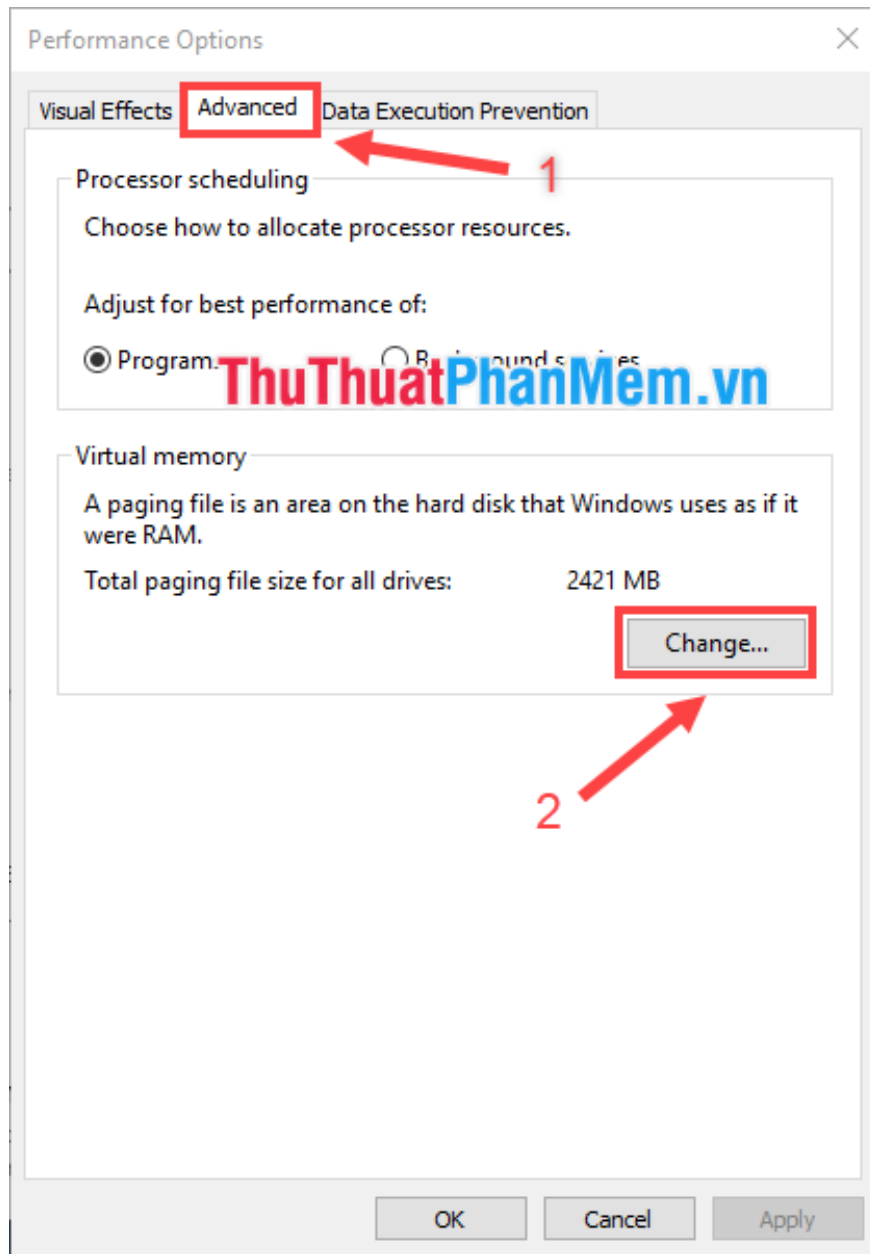 Performance Options
Visual Effects Advanced Data Execution Prevention
1
Processor scheduling
Choose how to allocate processor resources.
Adjust for best performance of:
ThuThuatPhanMem.vn
Virtual memory
A paging file is an area on the hard disk that Windows uses as if it
were RAM.
Total paging file size for all drives: 2421 MB
Change...
2
OK Cancel Apply